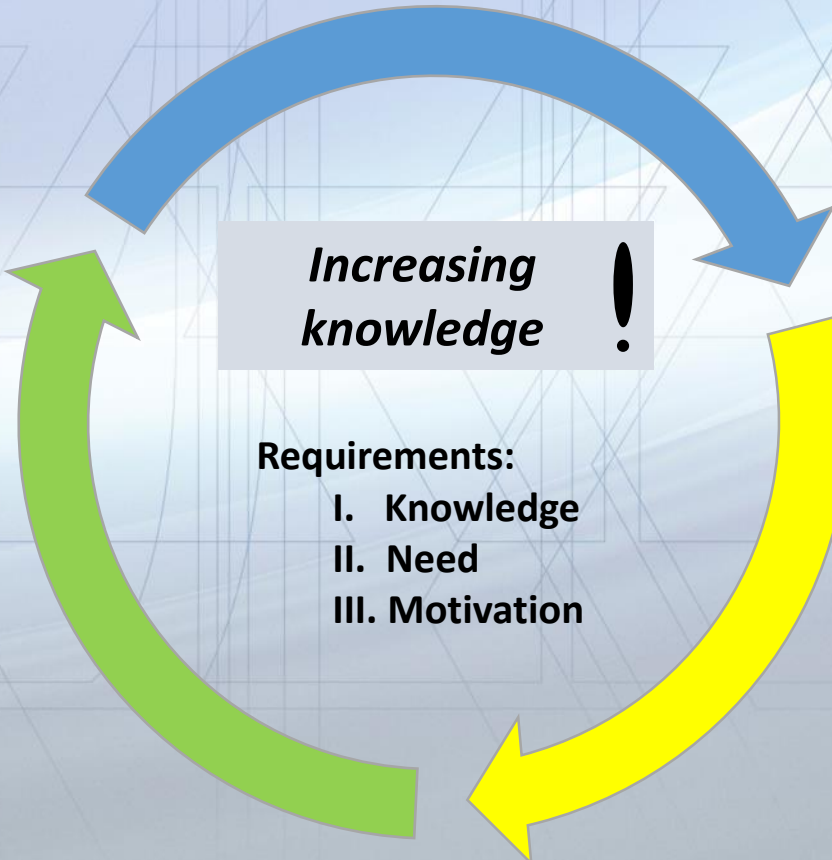 Increasing
knowledge !
Requirements:
I. Knowledge
II. Need
III. Motivation